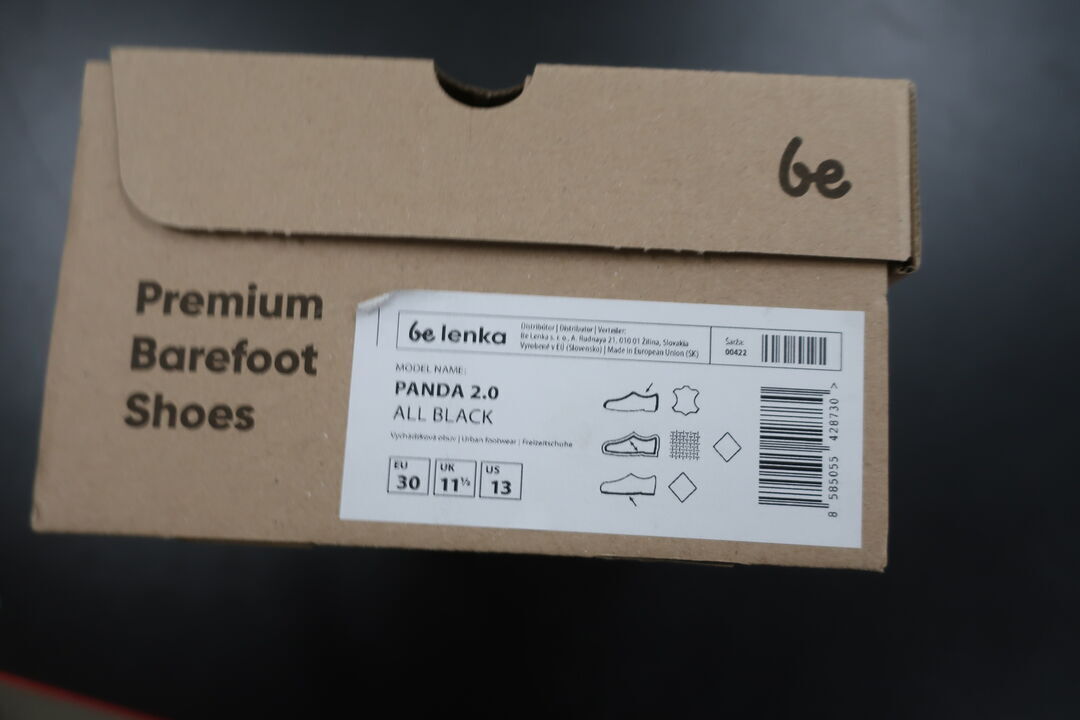 be
Premium
Barefoot
Shoes
be lenka
Distribútor | Distributor | Verteiler:
Be Lenka s. r. o., A. Rudnaya 21, 010 01 Žilina, Slovakia
Vyrobené v EÚ (Slovensko) | Made in European Union (SK)
Šarža:
00422
MODEL NAME:
PANDA 2.0
ALL BLACK
Vychádzková obuv | Urban footwear | Freizeitschuhe
EU
30
UK
11½
US
13
8 585055 428730 >